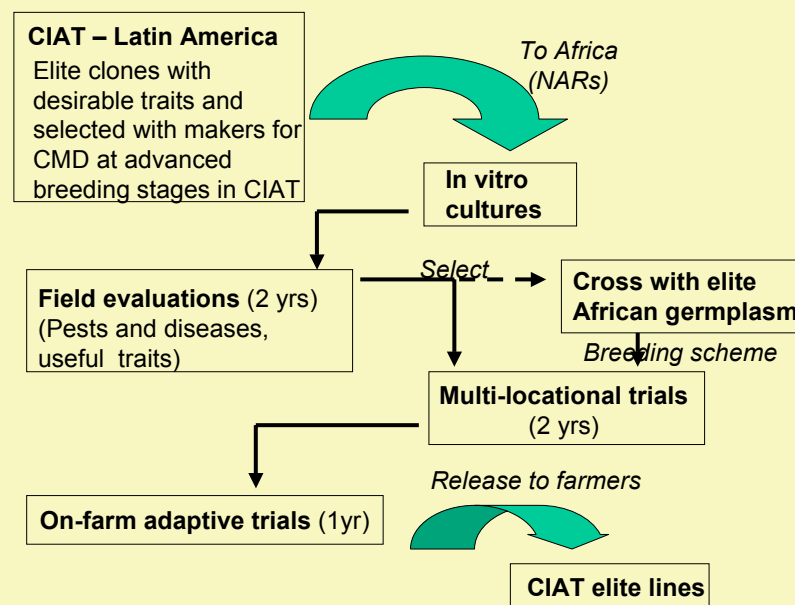 CIAT – Latin America
Elite clones with
desirable traits and
selected with makers for
CMD at advanced
breeding stages in CIAT
To Africa
(NARs)
In vitro
cultures
Field evaluations (2 yrs)
(Pests and diseases,
useful traits)
Select
Cross with elite
African germplasm
Breeding scheme
Multi-locational trials
(2 yrs)
On-farm adaptive trials (1yr)
Release to farmers
CIAT elite lines